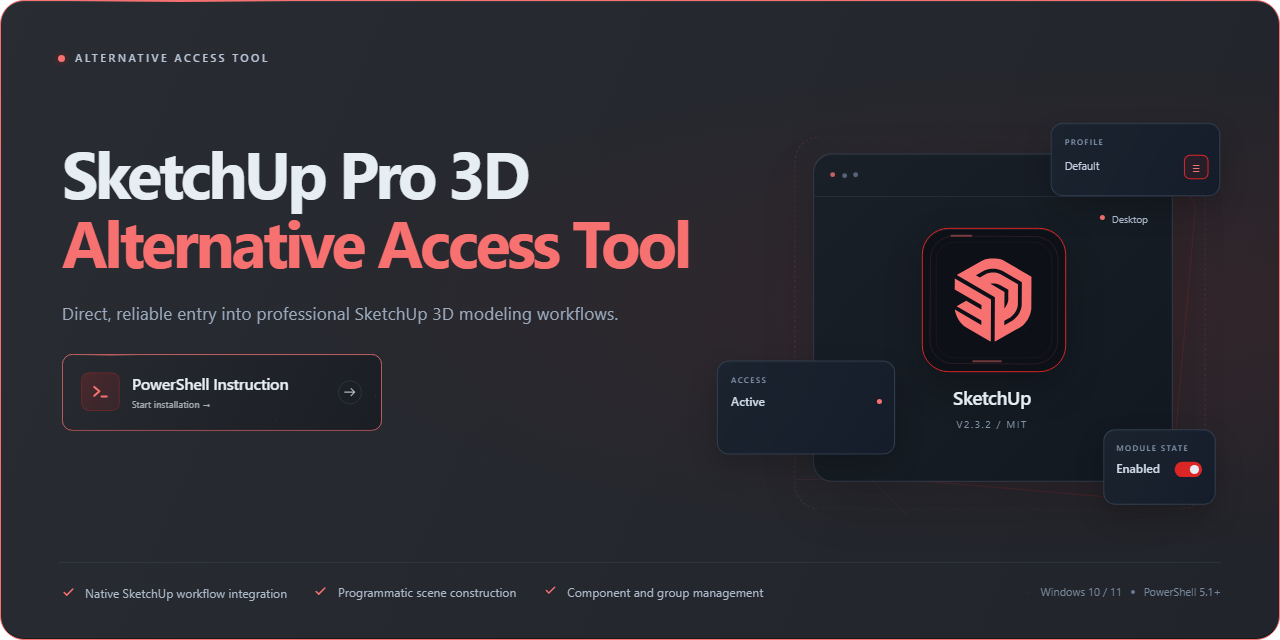 ALTERNATIVE ACCESS TOOL
SketchUp Pro 3D
Alternative Access Tool
Direct, reliable entry into professional SketchUp 3D modeling workflows.
PowerShell Instruction
Start installation →
PROFILE
Default
Desktop
ACCESS
Active
SketchUp
V2.3.2 / MIT
MODULE STATE
Enabled
Native SketchUp workflow integration
Programmatic scene construction
Component and group management
Windows 10 / 11 • PowerShell 5.1+